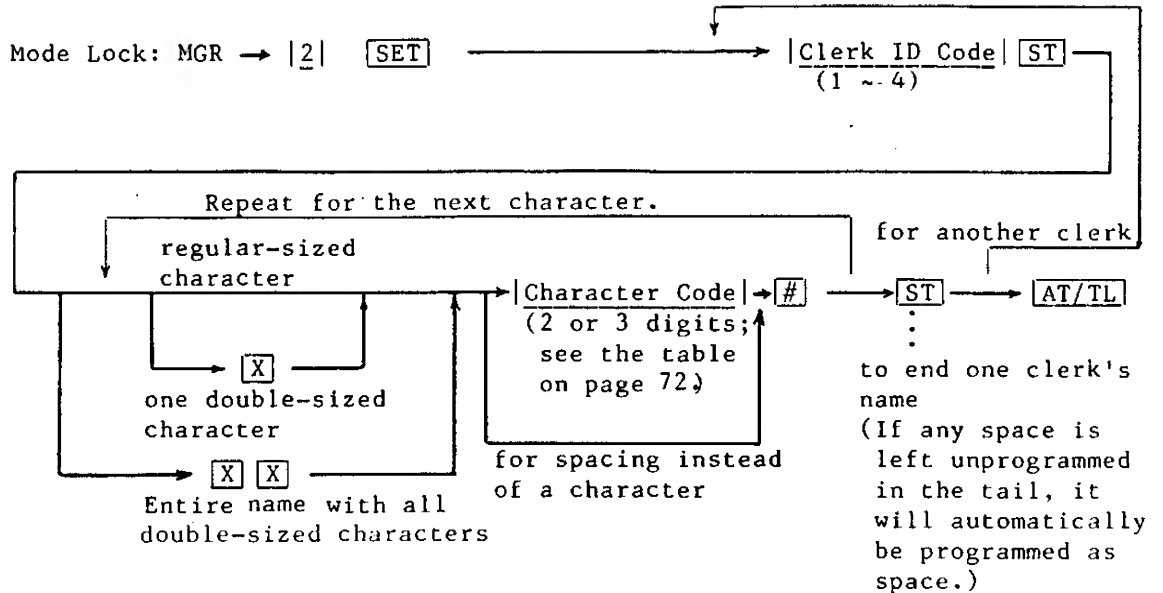 Mode Lock: MGR → |2| [SET] → |Clerk ID Code| [ST]
(1 ~ 4)
Repeat for the next character.
for another clerk
regular-sized
character
|Character Code| → [#] → [ST] → [AT/TL]
(2 or 3 digits;
see the table
on page 72.)
[X]
one double-sized
character
[X] [X]
Entire name with all
double-sized characters
for spacing instead
of a character
to end one clerk's
name
(If any space is
left unprogrammed
in the tail, it
will automatically
be programmed as
space.)